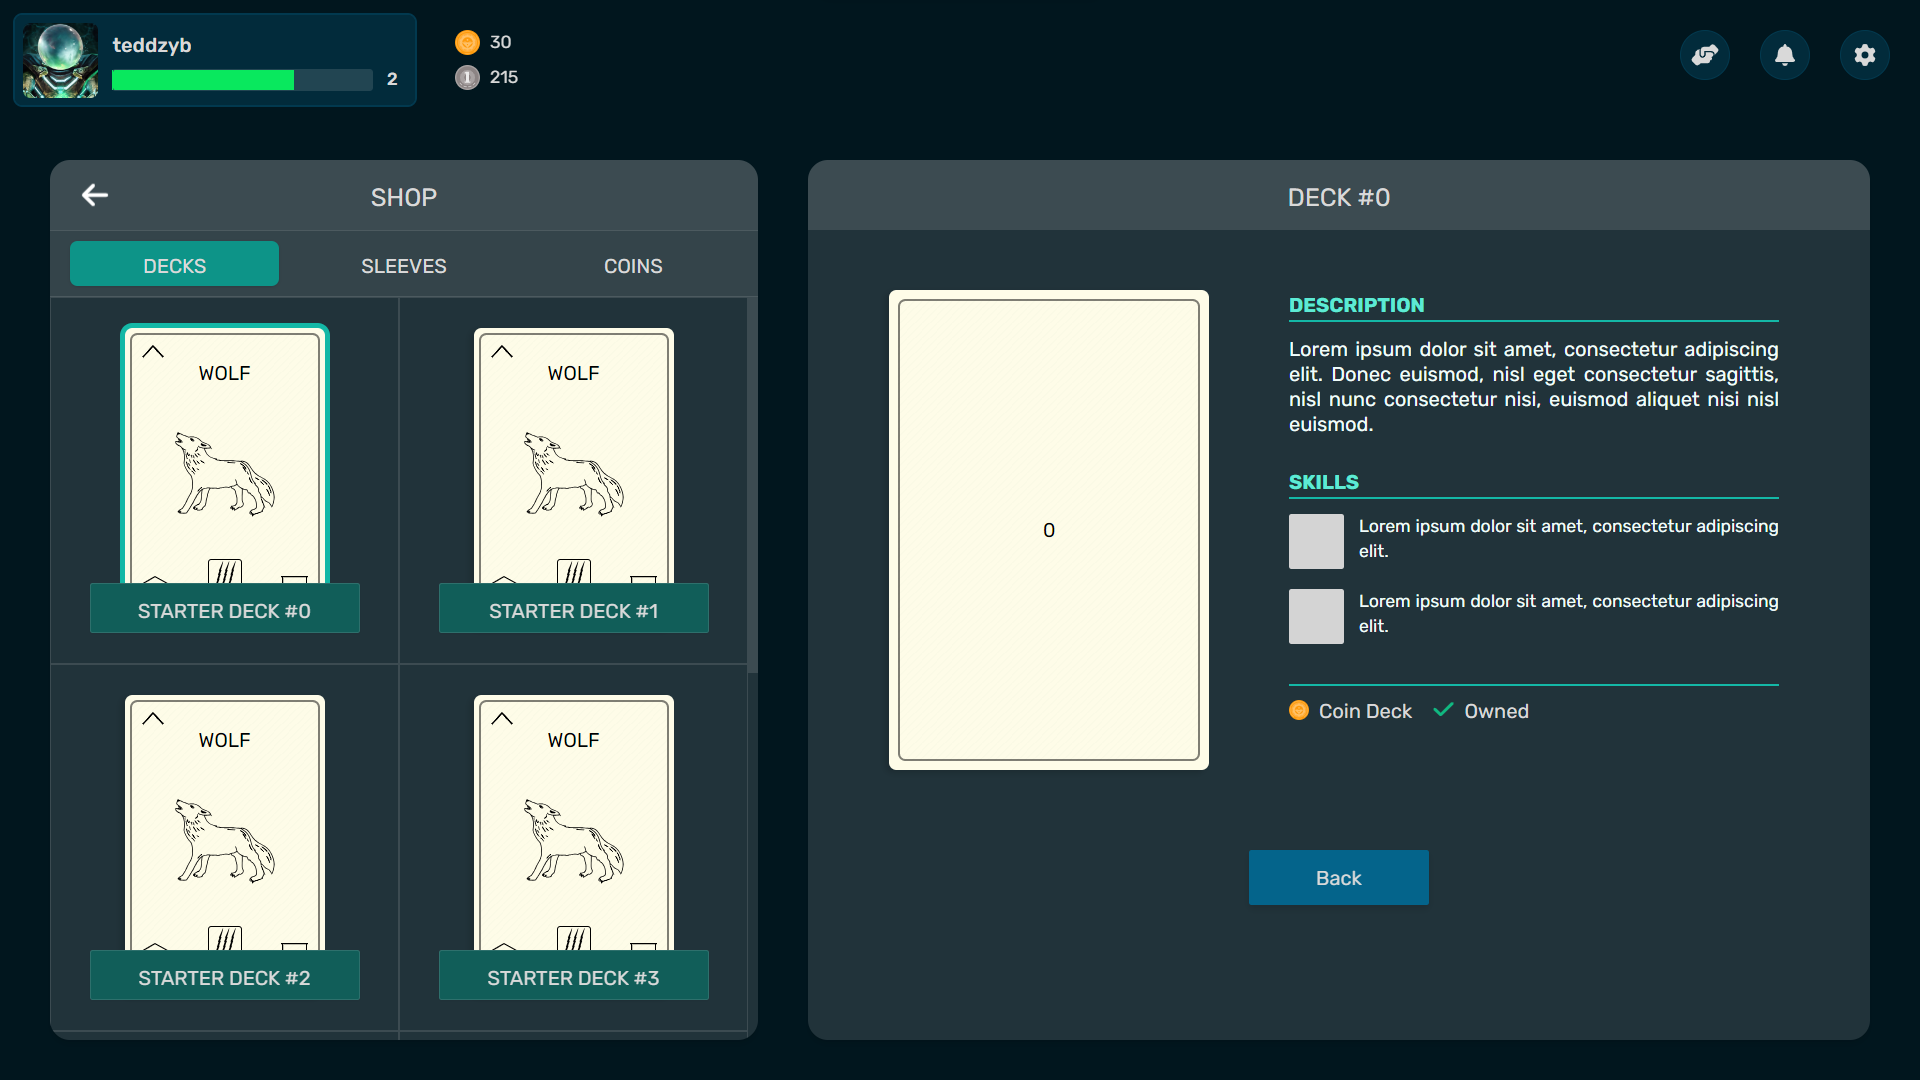 teddzyb
2
30
215
SHOP
DECKS
SLEEVES
COINS
WOLF
STARTER DECK #0
WOLF
STARTER DECK #1
WOLF
STARTER DECK #2
WOLF
STARTER DECK #3
DECK #0
0
DESCRIPTION
Lorem ipsum dolor sit amet, consectetur adipiscing
elit. Donec euismod, nisl eget consectetur sagittis,
nisl nunc consectetur nisi, euismod aliquet nisi nisl
euismod.
SKILLS
Lorem ipsum dolor sit amet, consectetur adipiscing
elit.
Lorem ipsum dolor sit amet, consectetur adipiscing
elit.
Coin Deck
Owned
Back